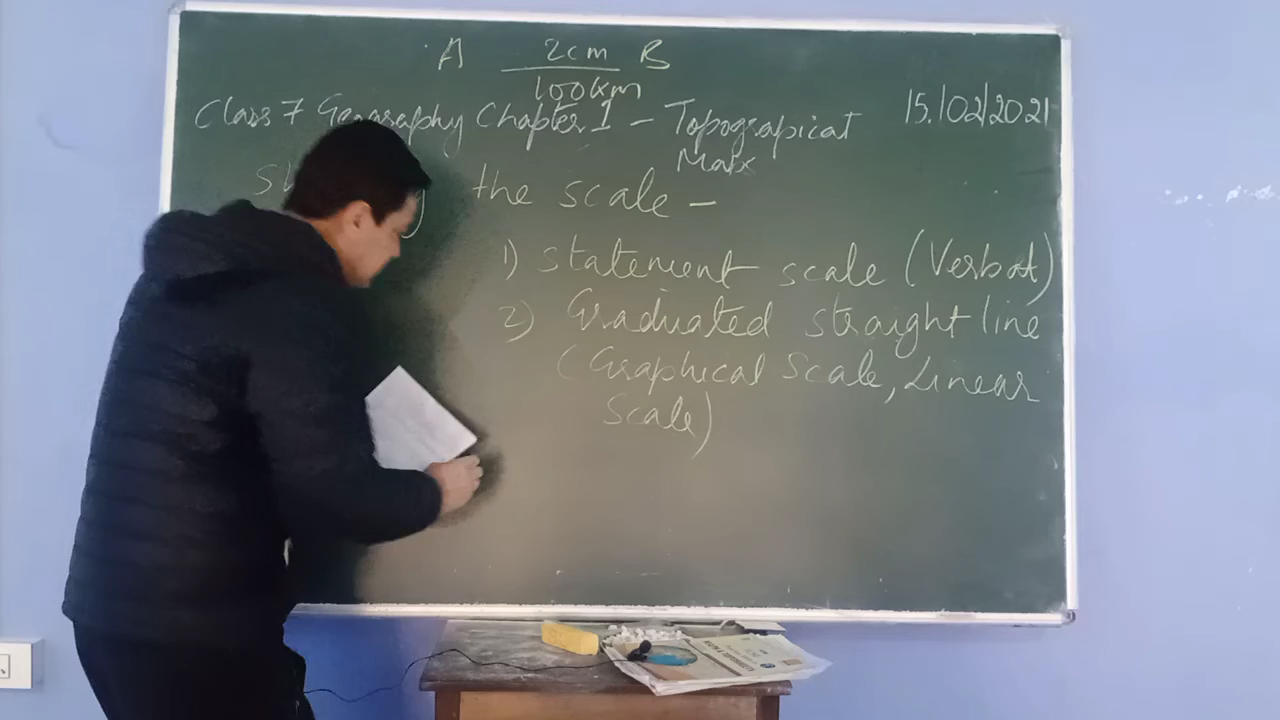 A 2cm B
100km
Class 7 Geography Chapter 1 - Topograpical 15/02/2021
Maps
the scale -
1) Statement scale (Verbal)
2) Graduated straight line
(Graphical Scale, Linear
Scale)